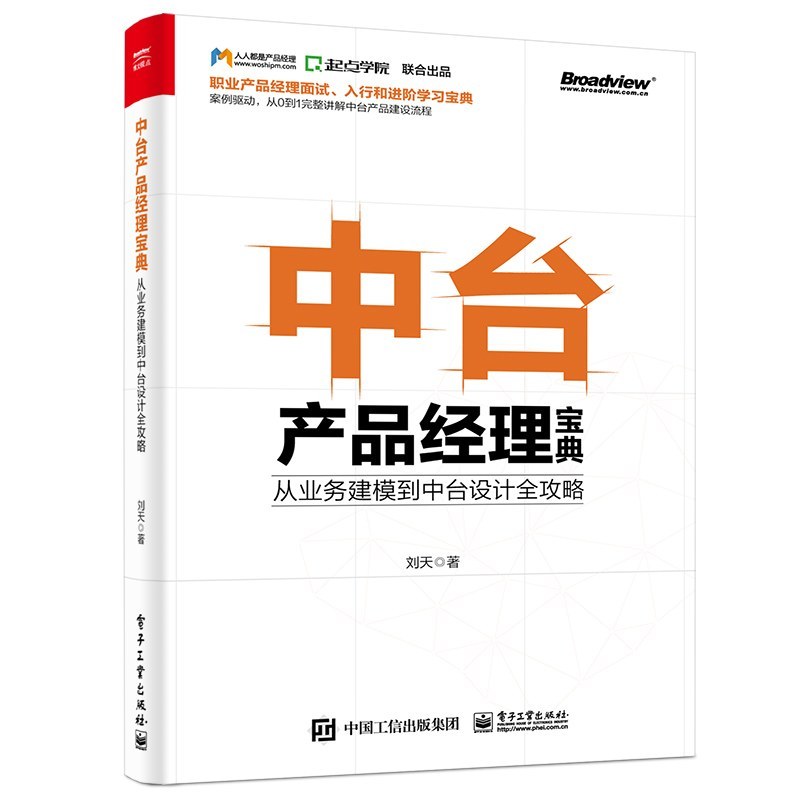 人人都是产品经理
www.woshipm.com
起点学院
联合出品
职业产品经理面试、入行和进阶学习宝典
案例驱动,从0到1完整讲解中台产品建设流程
Broadview®
www.broadview.com.cn
中台
产品经理宝典
从业务建模到中台设计全攻略
刘天◎著
中国工信出版集团
电子工业出版社
http://www.phei.com.cn
Broadview
中台产品经理宝典
从业务建模到中台设计全攻略
刘天◎著
电子工业出版社